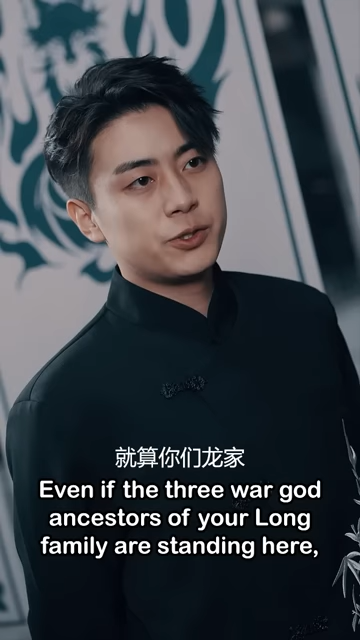 就算你们龙家
Even if the three war god
ancestors of your Long
family are standing here,